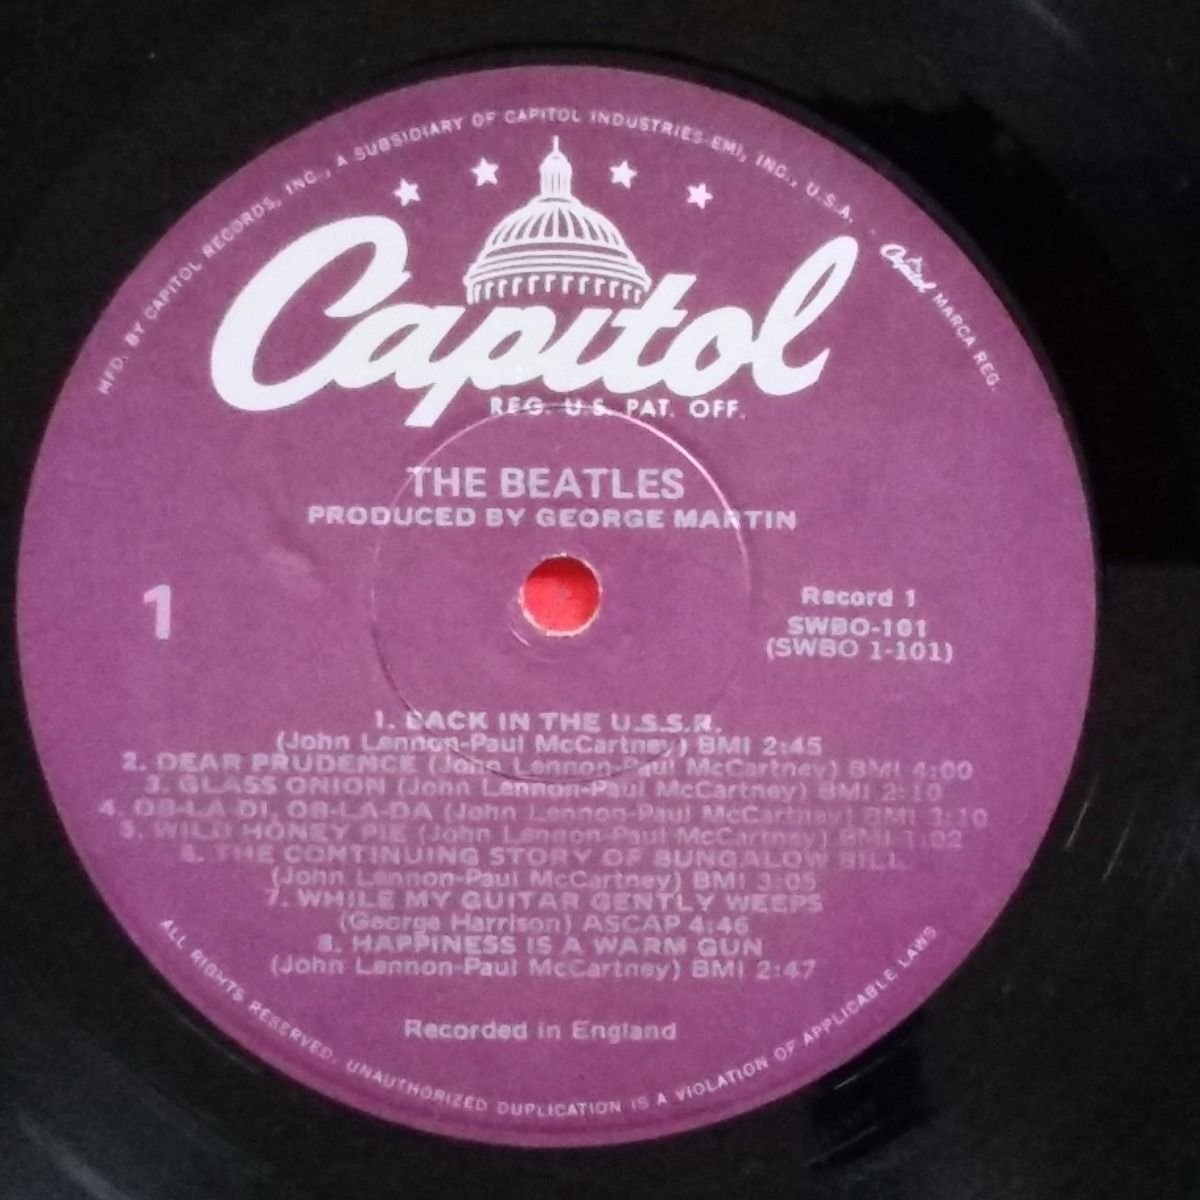 MFD. BY CAPITOL RECORDS, INC., A SUBSIDIARY OF CAPITOL INDUSTRIES-EMI, INC., U.S.A. . Capitol MARCA REG.
Capitol
REG. U.S. PAT. OFF.
THE BEATLES
PRODUCED BY GEORGE MARTIN
1
Record 1
SWBO-101
(SWBO 1-101)
1. BACK IN THE U.S.S.R.
(John Lennon-Paul McCartney) BMI 2:45
2. DEAR PRUDENCE (John Lennon-Paul McCartney) BMI 4:00
3. GLASS ONION (John Lennon-Paul McCartney) BMI 2:10
4. OB-LA-DI, OB-LA-DA (John Lennon-Paul McCartney) BMI 3:10
5. WILD HONEY PIE (John Lennon-Paul McCartney) BMI 1:02
6. THE CONTINUING STORY OF BUNGALOW BILL
(John Lennon-Paul McCartney) BMI 3:05
7. WHILE MY GUITAR GENTLY WEEPS
(George Harrison) ASCAP 4:46
8. HAPPINESS IS A WARM GUN
(John Lennon-Paul McCartney) BMI 2:47
Recorded in England
ALL RIGHTS RESERVED. UNAUTHORIZED DUPLICATION IS A VIOLATION OF APPLICABLE LAWS